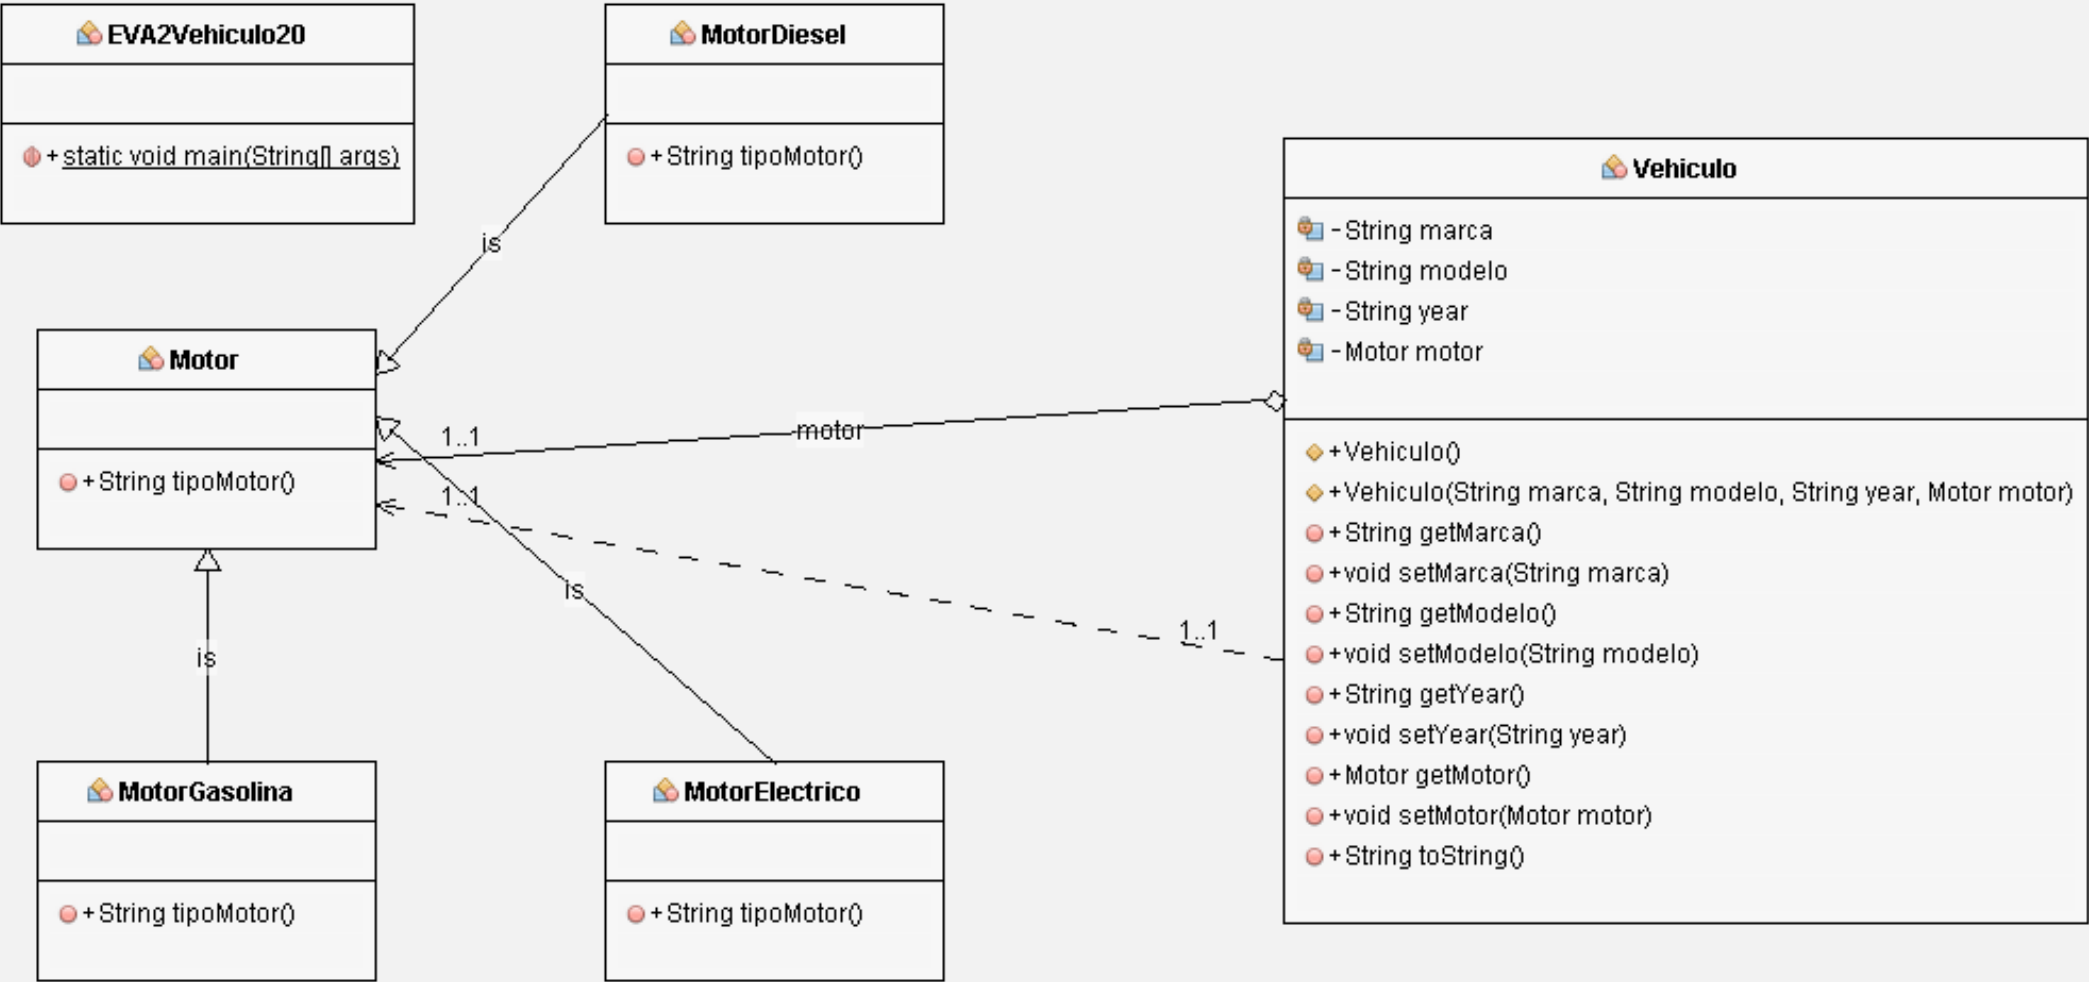 EVA2Vehiculo20
+ static void main(String[] args)
MotorDiesel
+ String tipoMotor()
is
Motor
+ String tipoMotor()
1..1
motor
1..1
is
1..1
is
MotorGasolina
+ String tipoMotor()
MotorElectrico
+ String tipoMotor()
Vehiculo
- String marca
- String modelo
- String year
- Motor motor
+ Vehiculo()
+ Vehiculo(String marca, String modelo, String year, Motor motor)
+ String getMarca()
+ void setMarca(String marca)
+ String getModelo()
+ void setModelo(String modelo)
+ String getYear()
+ void setYear(String year)
+ Motor getMotor()
+ void setMotor(Motor motor)
+ String toString()